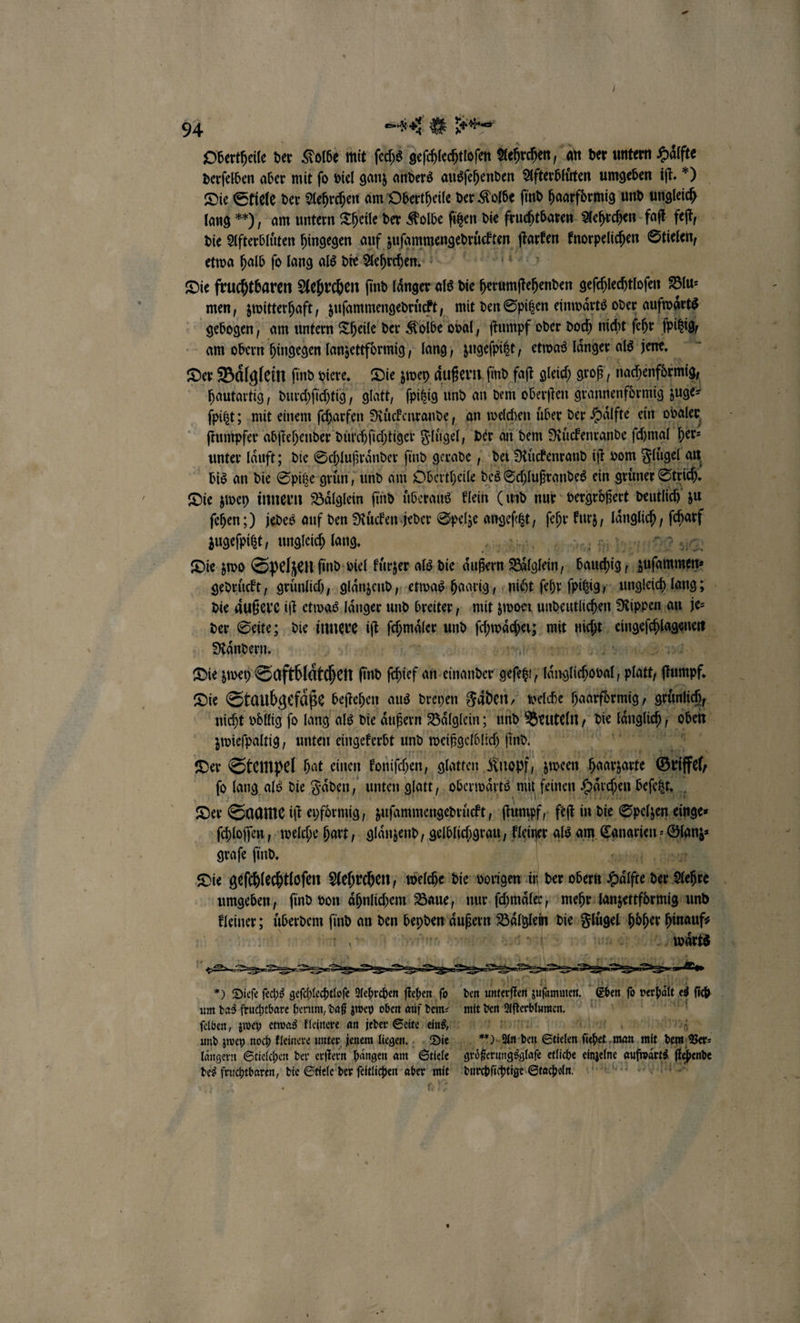 94
Obertheile der Kolbe mit sechs geschlechtlosen Aehrchen, an der untern Hälfte
derselben aber mit so viel ganz anders aussehenden Afterblüten umgeben ist. *)
Die Stiele der Aehrchen am Obertheile der Kolbe sind haarförmig und ungleich
lang **), am untern Theile der Kolbe sitzen die fruchtbaren Aehrchen fast fest,
die Afterblüten hingegen auf zusammengedrückten starken knorpelichen Stielen,
etwa halb so lang als die Aehrchen.
Die fruchtbaren Aehrchen sind länger als die herumstehenden geschlechtlosen Blu=
men, zwitterhaft, zusammengedrückt, mit den Spitzen einwärts oder aufwärts
gebogen, am untern Theile der Kolbe oval, stumpf oder doch nicht sehr spitzig,
am obern hingegen lanzettförmig, lang, zugespitzt, etwas länger als jene.
Der Bälglein sind viere. Die zwey äußern sind fast gleich groß, nachenförmig,
hautartig, durchsichtig, glatt, spitzig und an dem obersten grannenförmig zuge=
spitzt; mit einem scharfen Rückenrande, an welchen über der Hälfte ein ovaler
stumpfer abstehender durchsichtiger Flügel, der an dem Rückenrande schmal her=
unter läuft; die Schlußränder sind gerade, bei Rückenrand ist vom Flügel an
bis an die Spitze grün, und am Obertheile des Schlußrandes ein grüner Strich.
Die zwey innern Bälglein sind überaus klein (und nur vergrößert deutlich zu
sehen;) jedes auf den Rücken jeder Spelze angesetzt, sehr kurz, länglich, scharf
zugespitzt, ungleich lang.
Die zwo Spelzen sind viel kürzer als die äußern Bälglein, bauchig, zusammen=
gedrückt, grünlich, glänzend, etwas haarig, nicht sehr spitzig, ungleich lang;
die äußere ist etwas länger und breiter, mit zwoen undeutlichen Rippen an je=
der Seite; die innere ist schmäler und schwächer, mit nicht eingeschlagenen
Rändern.
Die zwey Saftblätchen sind schief an einander gesetzt, länglichoval, platt, stumpf.
Die Staubgefäße bestehen aus dreyen Fäden, welche haarförmig, grünlich,
nicht völlig so lang als die äußern Bälglein; und Beuteln, die länglich, oben
zwiespaltig, unten eingekerbt und weißgelblich sind.
Der Stempel hat einen konischen, glatten Knopf, zween haarzarte Griffel,
so lang als die Fäden, unten glatt, oberwärts mit feinen Härchen besetzt.
Der Saame ist eyförmig, zusammengedrückt, stumpf, fest in die Spelzen einge=
schlossen, welche hart, glänzend, gelblichgrau, kleiner als am Canarien=Glanz=
grase sind.
Die geschlechtlosen Aehrchen, welche die vorigen in der obern Hälfte der Aehre
umgeben, sind von ähnlichem Baue, nur schmäler, mehr lanzettförmig und
kleiner; überdem sind an den beyden äußern Bälglein die Flügel höher hinauf=
wärts
*) Diese sechs geschlechtlose Aehrchen stehen so
um das fruchtbare herum, daß zwey oben auf dem=
selben, zwey etwas kleinere an jeder Seite eins,
und zwey noch kleinere unter jenem liegen. Die
längern Stielchen der erstern hängen am Stiele
des fruchtbaren, die Stiele der seitlichen aber mit
den untersten zusammen. Eben so verhält es sich
mit den Afterblumen.
**) An den Stielen siehet man mit dem Ver=
größerungsglase etliche einzelne aufwärts stehende
durchsichtige Stacheln.